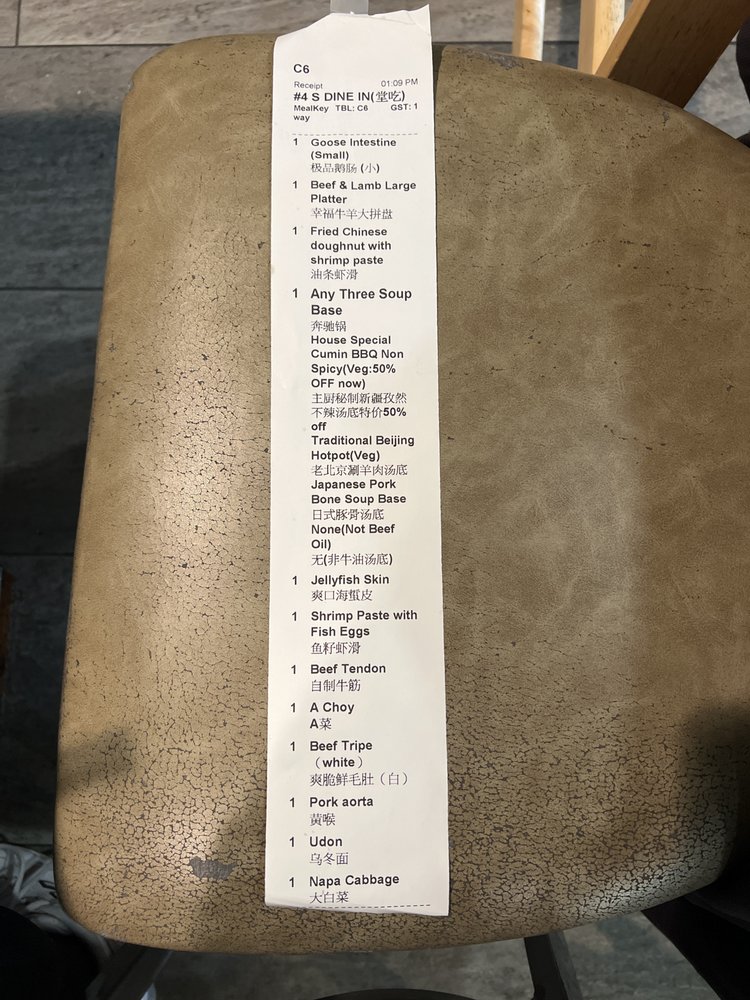 C6
Receipt 01:09 PM
#4 S DINE IN(堂吃)
MealKey TBL: C6 GST: 1
way
1 Goose Intestine
(Small)
极品鹅肠 (小)
1 Beef & Lamb Large
Platter
幸福牛羊大拼盘
1 Fried Chinese
doughnut with
shrimp paste
油条虾滑
1 Any Three Soup
Base
奔驰锅
House Special
Cumin BBQ Non
Spicy(Veg:50%
OFF now)
主厨秘制新疆孜然
不辣汤底特价50%
off
Traditional Beijing
Hotpot(Veg)
老北京涮羊肉汤底
Japanese Pork
Bone Soup Base
日式豚骨汤底
None(Not Beef
Oil)
无(非牛油汤底)
1 Jellyfish Skin
爽口海蜇皮
1 Shrimp Paste with
Fish Eggs
鱼籽虾滑
1 Beef Tendon
自制牛筋
1 A Choy
A菜
1 Beef Tripe
（white）
爽脆鲜毛肚（白）
1 Pork aorta
黄喉
1 Udon
乌冬面
1 Napa Cabbage
大白菜